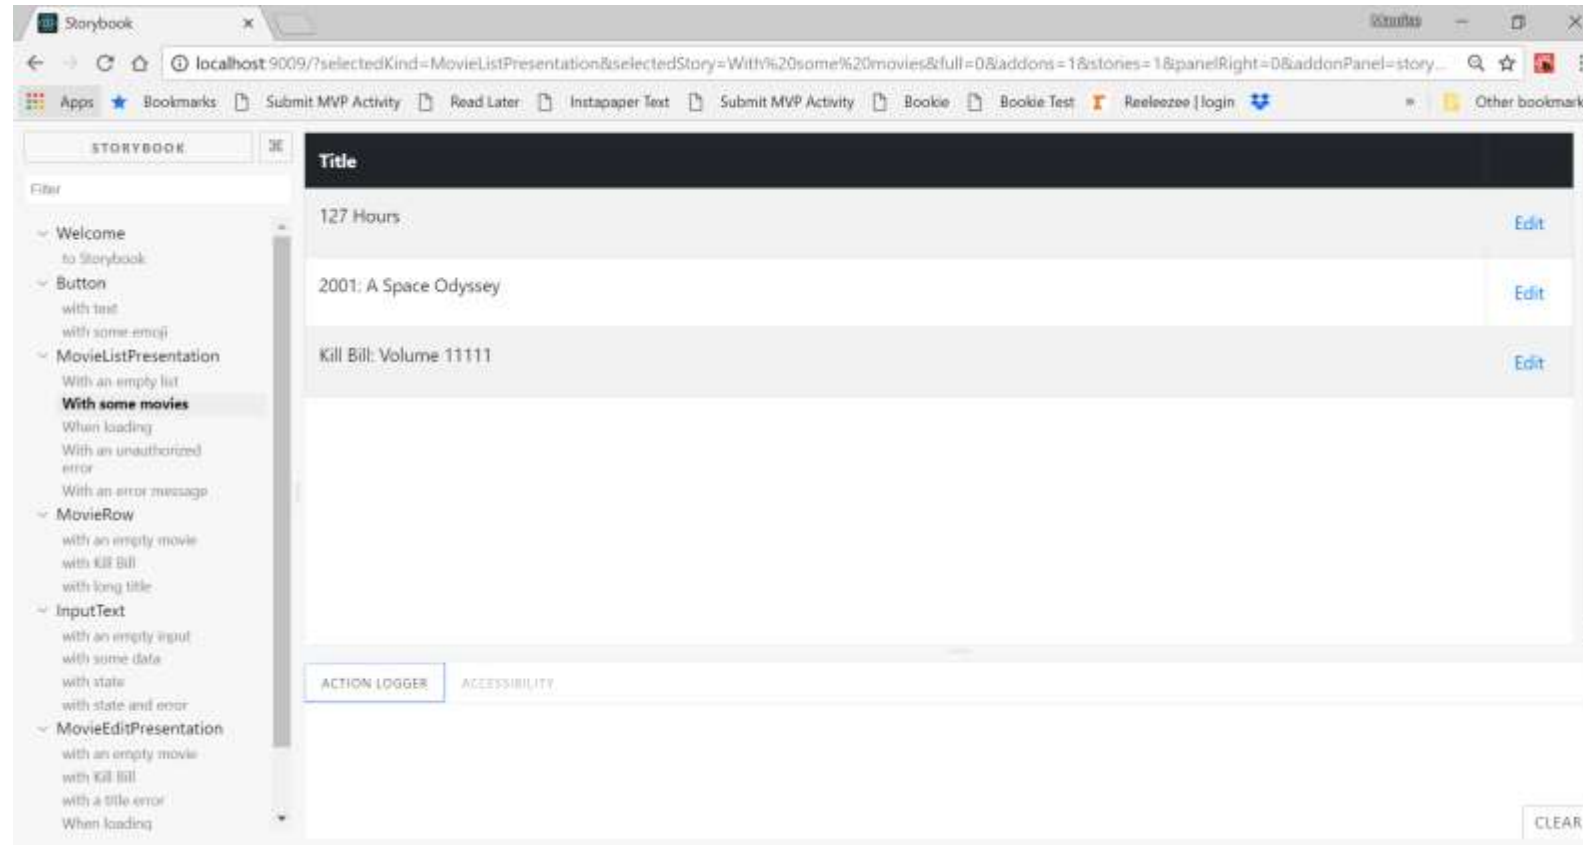 Storybook
localhost:9009/?selectedKind=MovieListPresentation&selectedStory=With%20some%20movies&full=0&addons=1&stories=1&panelRight=0&addonPanel=story...
Apps Bookmarks Submit MVP Activity Read Later Instapaper Text Submit MVP Activity Bookie Bookie Test Reeleezee | login » Other bookmark
STORYBOOK ⌘
Filter
Title
127 Hours Edit
2001: A Space Odyssey Edit
Kill Bill: Volume 11111 Edit
Welcome
to Storybook
Button
with text
with some emoji
MovieListPresentation
With an empty list
With some movies
When loading
With an unauthorized
error
With an error message
MovieRow
with an empty movie
with Kill Bill
with long title
InputText
with an empty input
with some data
with state
with state and error
MovieEditPresentation
with an empty movie
with Kill Bill
with a title error
When loading
ACTION LOGGER ACCESSIBILITY
CLEAR